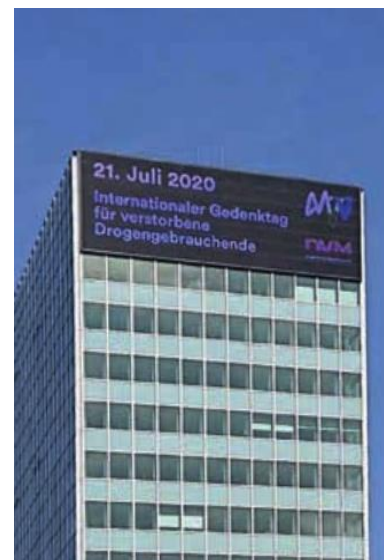 21. Juli 2020
Internationaler Gedenktag
für verstorbene
Drogengebrauchende